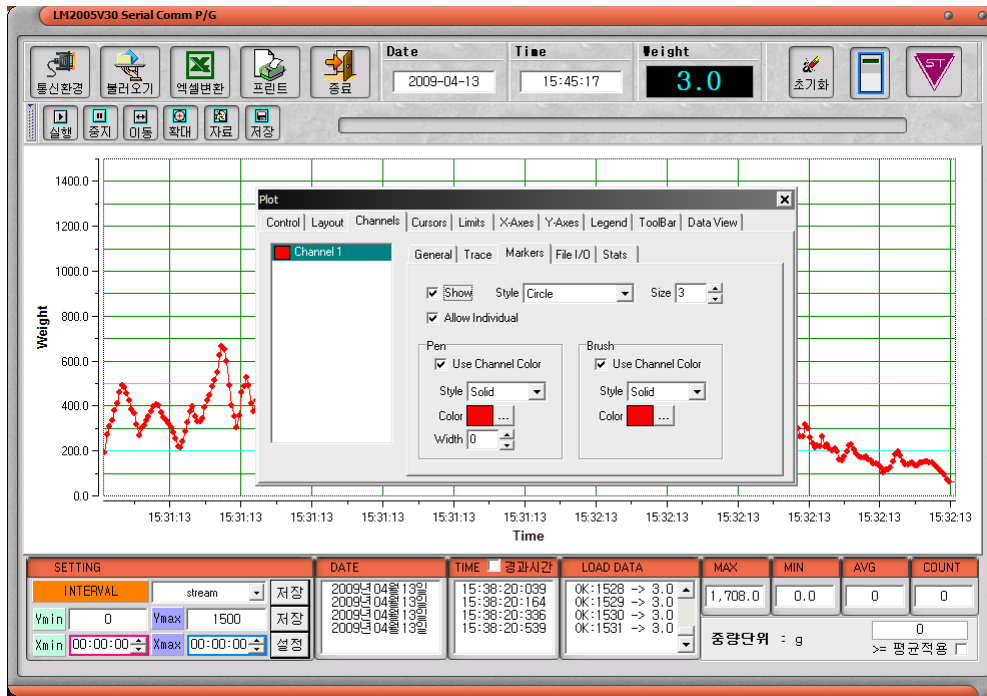 LM2005V30 Serial Comm P/G
통신환경 불러오기 엑셀변환 프린트 종료
Date Time Weight
2009-04-13 15:45:17 3.0
초기화 ST
실행 중지 이동 확대 자료 저장
Weight
1400.0
1200.0
1000.0
800.0
600.0
400.0
200.0
0.0
Plot
Control Layout Channels Cursors Limits X-Axes Y-Axes Legend ToolBar Data View
Channel 1
General Trace Markers File I/O Stats
Show Style Circle Size 3
Allow Individual
Pen
Use Channel Color
Style Solid
Color ...
Width 0
Brush
Use Channel Color
Style Solid
Color ...
15:31:13 15:31:13 15:31:13 15:31:13 15:31:13 15:31:13 15:32:13 15:32:13 15:32:13 15:32:13 15:32:13 15:32:13
Time
SETTING
INTERVAL stream 저장
Ymin 0 Ymax 1500 저장
Xmin 00:00:00 Xmax 00:00:00 설정
DATE
2009년04월13일
2009년04월13일
2009년04월13일
2009년04월13일
TIME 경과시간
15:38:20:039
15:38:20:164
15:38:20:336
15:38:20:539
LOAD DATA
OK:1528 -> 3.0
OK:1529 -> 3.0
OK:1530 -> 3.0
OK:1531 -> 3.0
MAX MIN AVG COUNT
1,708.0 0.0 0 0
중량단위 : g
0
>= 평균적용